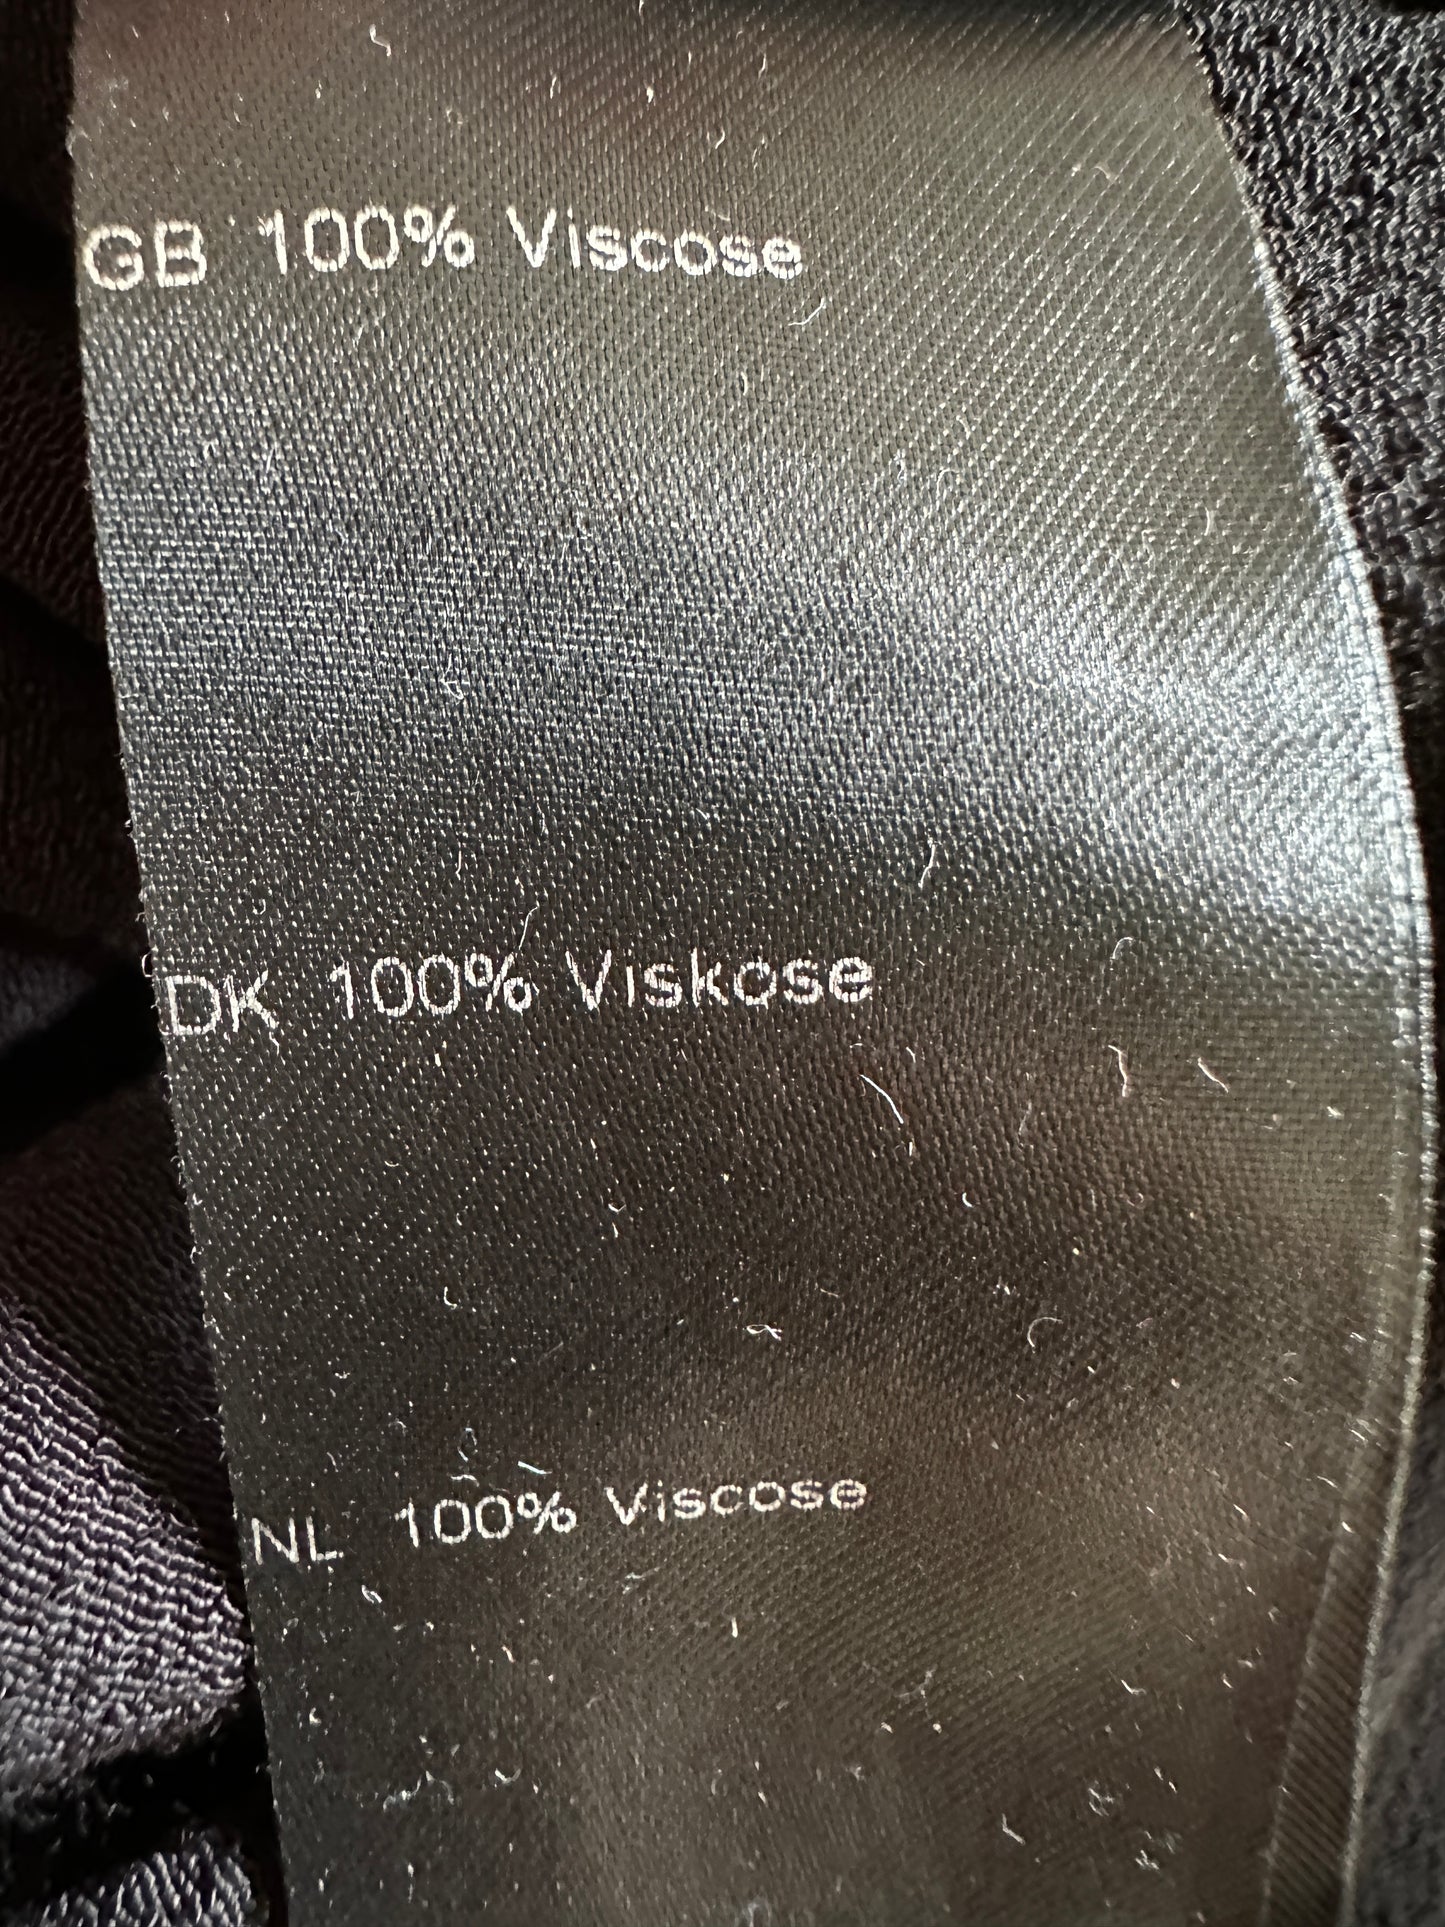 GB 100% Viscose
DK 100% Viskose
NL 100% Viscose